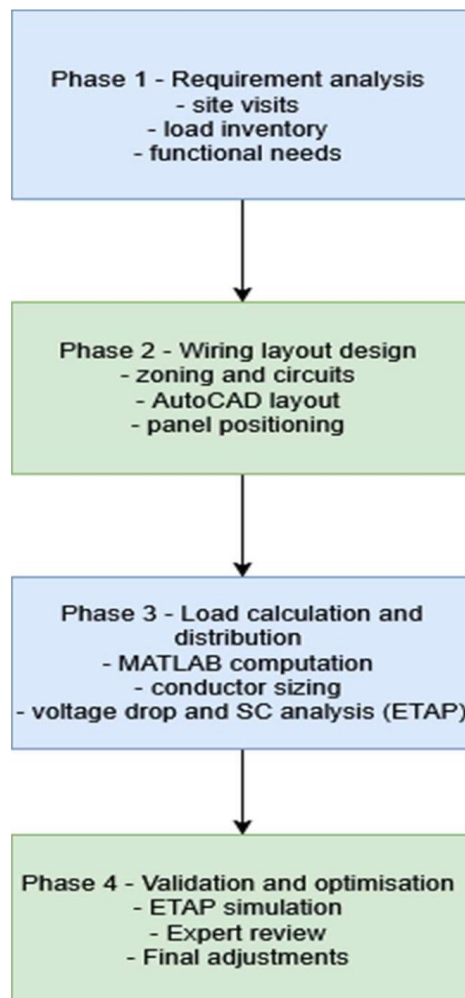 Phase 1 - Requirement analysis
- site visits
- load inventory
- functional needs
Phase 2 - Wiring layout design
- zoning and circuits
- AutoCAD layout
- panel positioning
Phase 3 - Load calculation and
distribution
- MATLAB computation
- conductor sizing
- voltage drop and SC analysis (ETAP)
Phase 4 - Validation and optimisation
- ETAP simulation
- Expert review
- Final adjustments